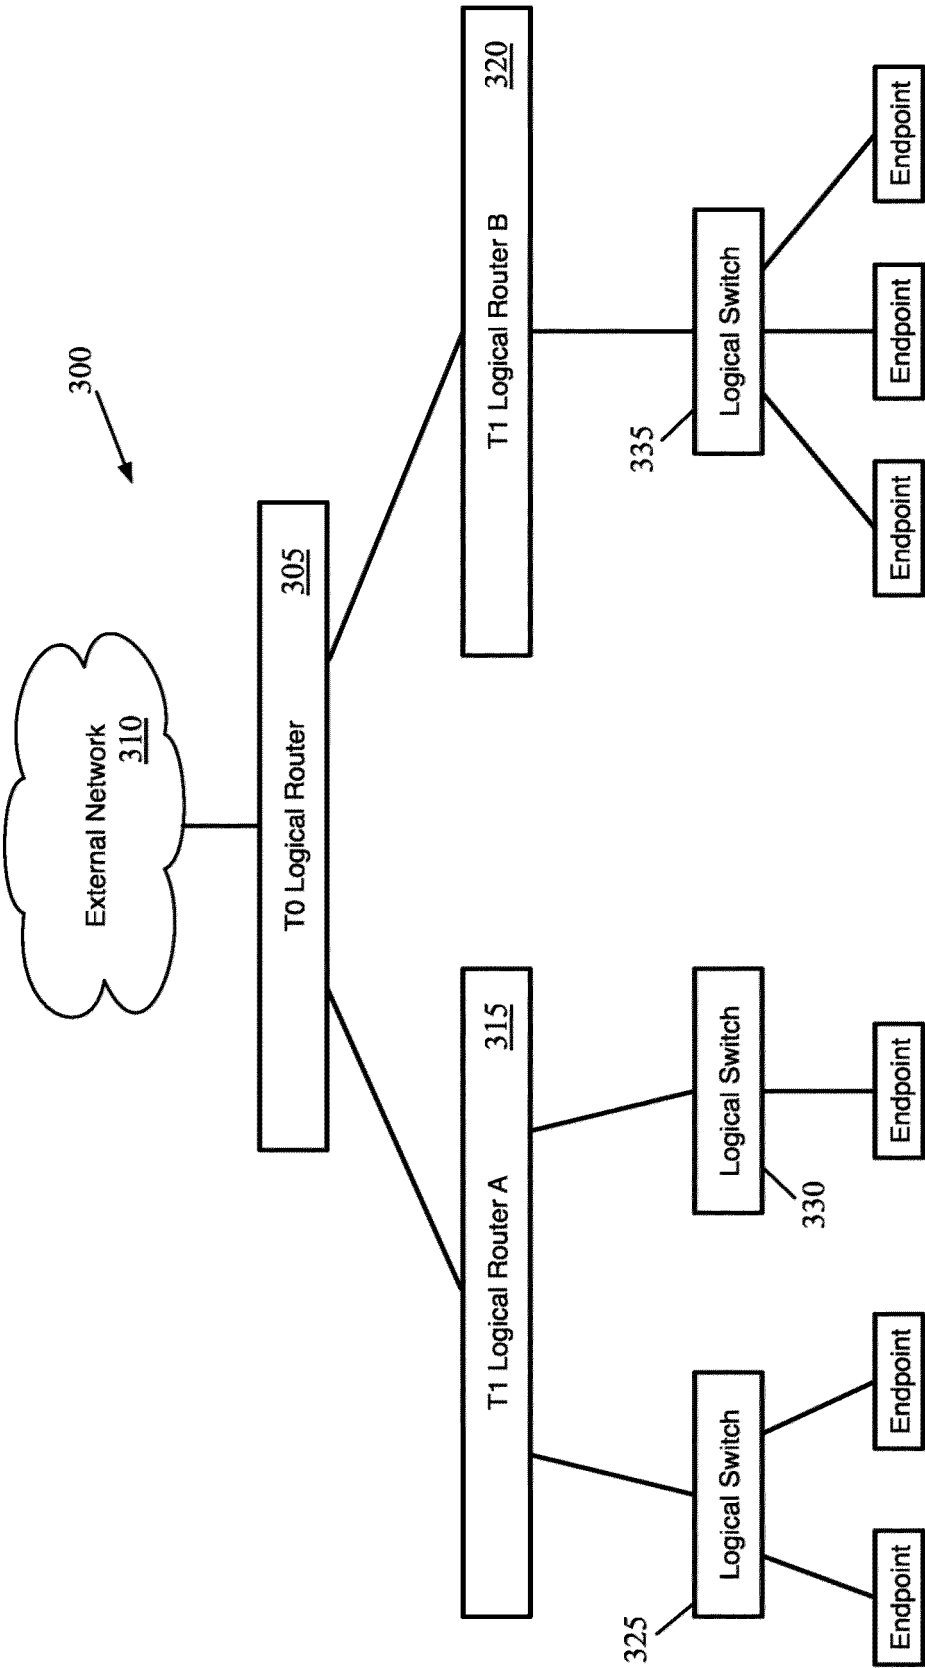 300
External Network
310
T0 Logical Router
305
T1 Logical Router A
315
T1 Logical Router B
320
325
Logical Switch
Logical Switch
330
335
Logical Switch
Endpoint
Endpoint
Endpoint
Endpoint
Endpoint
Endpoint